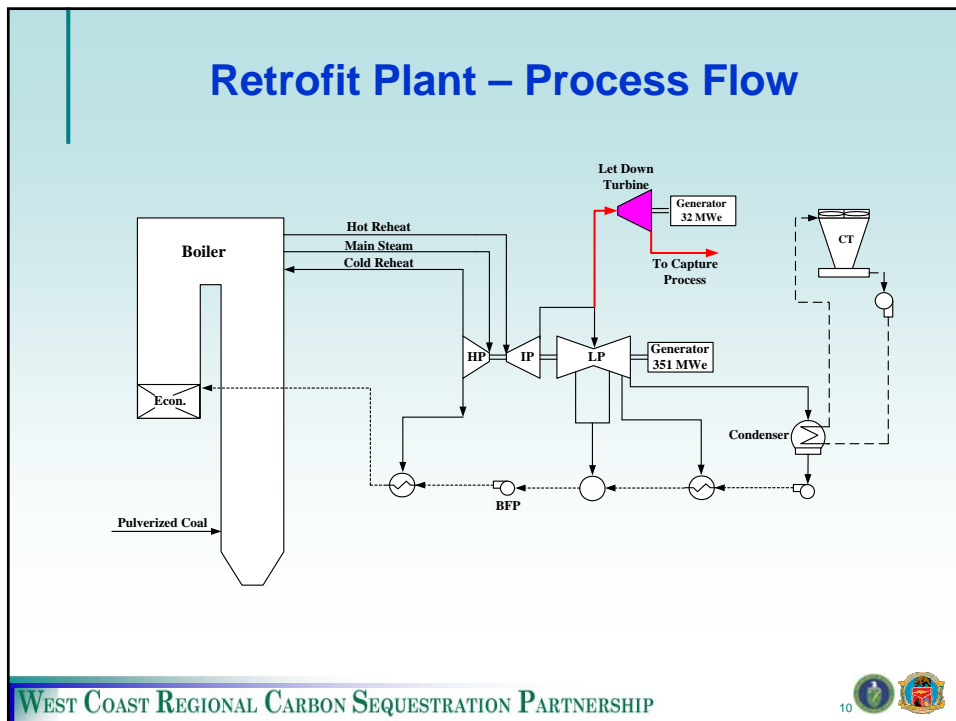 Retrofit Plant – Process Flow
Let Down
Turbine
Generator
32 MWe
Hot Reheat
Main Steam
Cold Reheat
Boiler
CT
To Capture
Process
HP
IP
LP
Generator
351 MWe
Econ.
Condenser
BFP
Pulverized Coal
WEST COAST REGIONAL CARBON SEQUESTRATION PARTNERSHIP
10